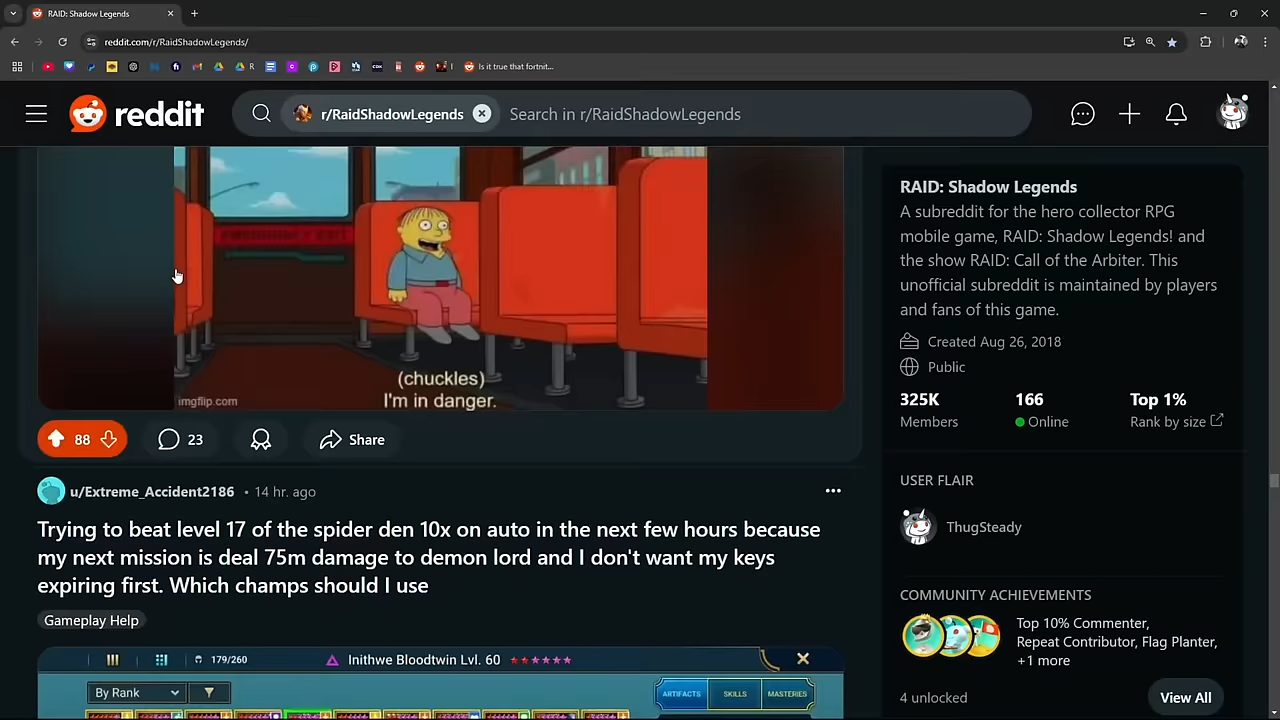 RAID: Shadow Legends
reddit.com/r/RaidShadowLegends/
R
Is it true that fortnit...
reddit
r/RaidShadowLegends
Search in r/RaidShadowLegends
(chuckles)
I'm in danger.
imgflip.com
88
23
Share
u/Extreme_Accident2186 • 14 hr. ago
Trying to beat level 17 of the spider den 10x on auto in the next few hours because
my next mission is deal 75m damage to demon lord and I don't want my keys
expiring first. Which champs should I use
Gameplay Help
179/260
Inithwe Bloodtwin Lvl. 60
By Rank
ARTIFACTS
SKILLS
MASTERIES
RAID: Shadow Legends
A subreddit for the hero collector RPG
mobile game, RAID: Shadow Legends! and
the show RAID: Call of the Arbiter. This
unofficial subreddit is maintained by players
and fans of this game.
Created Aug 26, 2018
Public
325K 166 Top 1%
Members Online Rank by size
USER FLAIR
ThugSteady
COMMUNITY ACHIEVEMENTS
Top 10% Commenter,
Repeat Contributor, Flag Planter,
+1 more
4 unlocked
View All